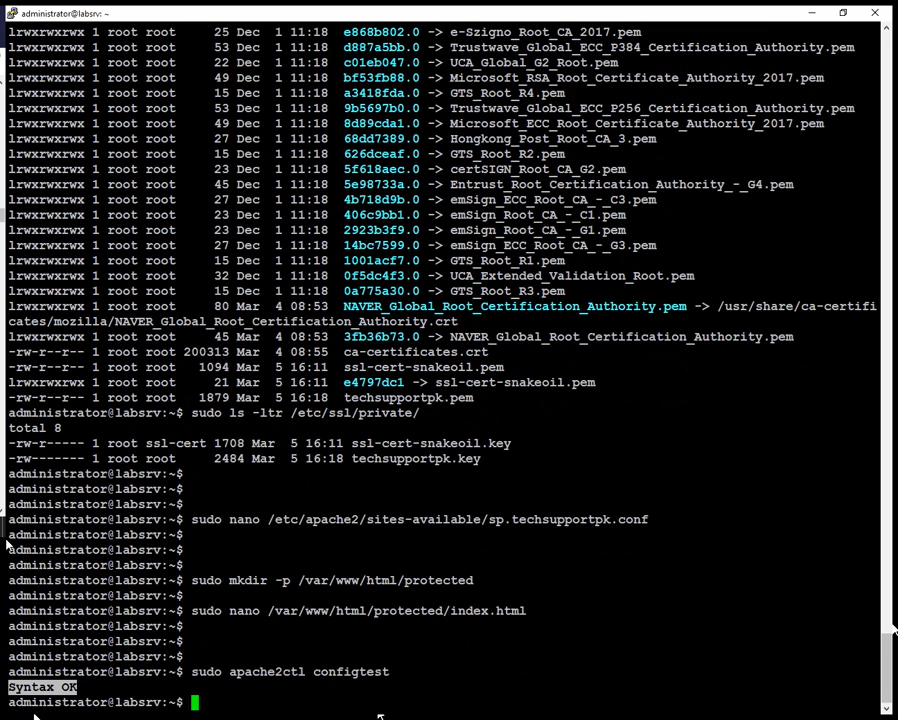 administrator@labsrv: ~
lrwxrwxrwx 1 root root     25 Dec  1 11:18 e868b802.0 -> e-Szigno_Root_CA_2017.pem
lrwxrwxrwx 1 root root     53 Dec  1 11:18 d887a5bb.0 -> Trustwave_Global_ECC_P384_Certification_Authority.pem
lrwxrwxrwx 1 root root     22 Dec  1 11:18 c01eb047.0 -> UCA_Global_G2_Root.pem
lrwxrwxrwx 1 root root     49 Dec  1 11:18 bf53fb88.0 -> Microsoft_RSA_Root_Certificate_Authority_2017.pem
lrwxrwxrwx 1 root root     15 Dec  1 11:18 a3418fda.0 -> GTS_Root_R4.pem
lrwxrwxrwx 1 root root     53 Dec  1 11:18 9b5697b0.0 -> Trustwave_Global_ECC_P256_Certification_Authority.pem
lrwxrwxrwx 1 root root     49 Dec  1 11:18 8d89cda1.0 -> Microsoft_ECC_Root_Certificate_Authority_2017.pem
lrwxrwxrwx 1 root root     27 Dec  1 11:18 68dd7389.0 -> Hongkong_Post_Root_CA_3.pem
lrwxrwxrwx 1 root root     15 Dec  1 11:18 626dceaf.0 -> GTS_Root_R2.pem
lrwxrwxrwx 1 root root     23 Dec  1 11:18 5f618aec.0 -> certSIGN_Root_CA_G2.pem
lrwxrwxrwx 1 root root     45 Dec  1 11:18 5e98733a.0 -> Entrust_Root_Certification_Authority_-_G4.pem
lrwxrwxrwx 1 root root     27 Dec  1 11:18 4b718d9b.0 -> emSign_ECC_Root_CA_-_C3.pem
lrwxrwxrwx 1 root root     23 Dec  1 11:18 406c9bb1.0 -> emSign_Root_CA_-_C1.pem
lrwxrwxrwx 1 root root     23 Dec  1 11:18 2923b3f9.0 -> emSign_Root_CA_-_G1.pem
lrwxrwxrwx 1 root root     27 Dec  1 11:18 14bc7599.0 -> emSign_ECC_Root_CA_-_G3.pem
lrwxrwxrwx 1 root root     15 Dec  1 11:18 1001acf7.0 -> GTS_Root_R1.pem
lrwxrwxrwx 1 root root     32 Dec  1 11:18 0f5dc4f3.0 -> UCA_Extended_Validation_Root.pem
lrwxrwxrwx 1 root root     15 Dec  1 11:18 0a775a30.0 -> GTS_Root_R3.pem
lrwxrwxrwx 1 root root     80 Mar  4 08:53 NAVER_Global_Root_Certification_Authority.pem -> /usr/share/ca-certifi
cates/mozilla/NAVER_Global_Root_Certification_Authority.crt
lrwxrwxrwx 1 root root     45 Mar  4 08:53 3fb36b73.0 -> NAVER_Global_Root_Certification_Authority.pem
-rw-r--r-- 1 root root 200313 Mar  4 08:55 ca-certificates.crt
-rw-r--r-- 1 root root   1094 Mar  5 16:11 ssl-cert-snakeoil.pem
lrwxrwxrwx 1 root root     21 Mar  5 16:11 e4797dc1 -> ssl-cert-snakeoil.pem
-rw-r--r-- 1 root root   1879 Mar  5 16:18 techsupportpk.pem
administrator@labsrv:~$ sudo ls -ltr /etc/ssl/private/
total 8
-rw-r----- 1 root ssl-cert 1708 Mar  5 16:11 ssl-cert-snakeoil.key
-rw------- 1 root root     2484 Mar  5 16:18 techsupportpk.key
administrator@labsrv:~$
administrator@labsrv:~$
administrator@labsrv:~$
administrator@labsrv:~$ sudo nano /etc/apache2/sites-available/sp.techsupportpk.conf
administrator@labsrv:~$
administrator@labsrv:~$
administrator@labsrv:~$
administrator@labsrv:~$ sudo mkdir -p /var/www/html/protected
administrator@labsrv:~$
administrator@labsrv:~$ sudo nano /var/www/html/protected/index.html
administrator@labsrv:~$
administrator@labsrv:~$
administrator@labsrv:~$
administrator@labsrv:~$ sudo apache2ctl configtest
Syntax OK
administrator@labsrv:~$